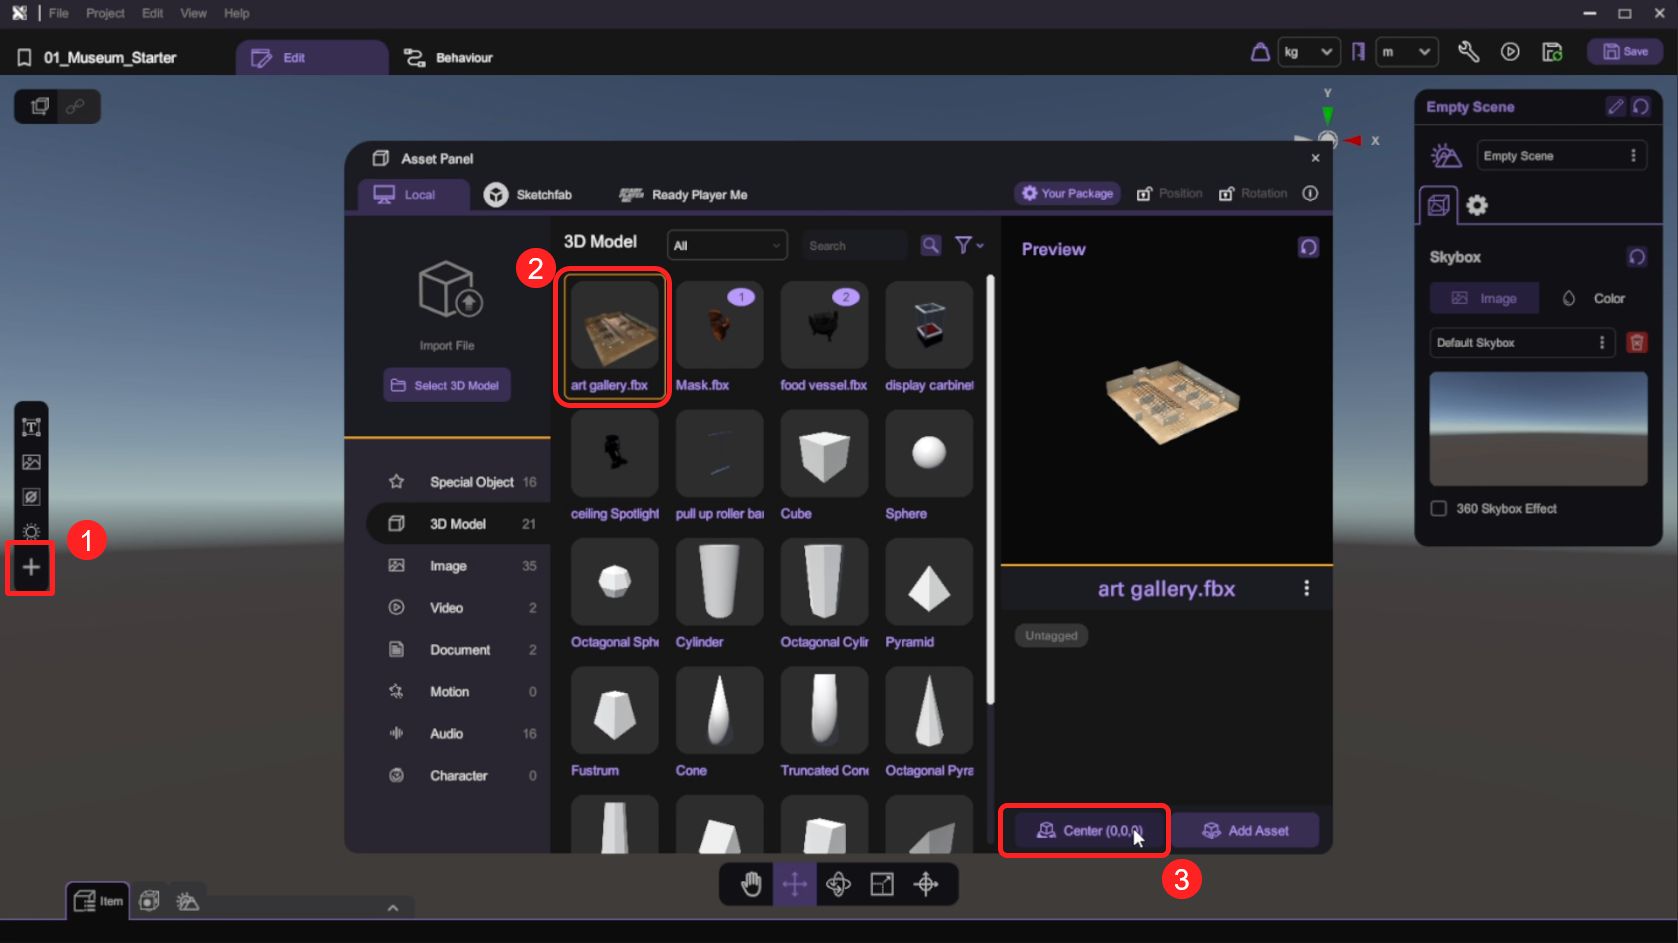 File Project Edit View Help
01_Museum_Starter Edit Behaviour kg m Save
Y
X
Empty Scene
Empty Scene
Skybox
Image Color
Default Skybox
360 Skybox Effect
Asset Panel
Local Sketchfab Ready Player Me Your Package Position Rotation
Import File
Select 3D Model
Special Object 16
3D Model 21
Image 35
Video 2
Document 2
Motion 0
Audio 16
Character 0
3D Model All Search
1 2
art gallery.fbx Mask.fbx food vessel.fbx display carbinet
ceiling Spotlight pull up roller bar Cube Sphere
Octagonal Sphe Cylinder Octagonal Cylin Pyramid
Fustrum Cone Truncated Cone Octagonal Pyra
Preview
art gallery.fbx
Untagged
Center (0,0,0) Add Asset
1
2
3
Item